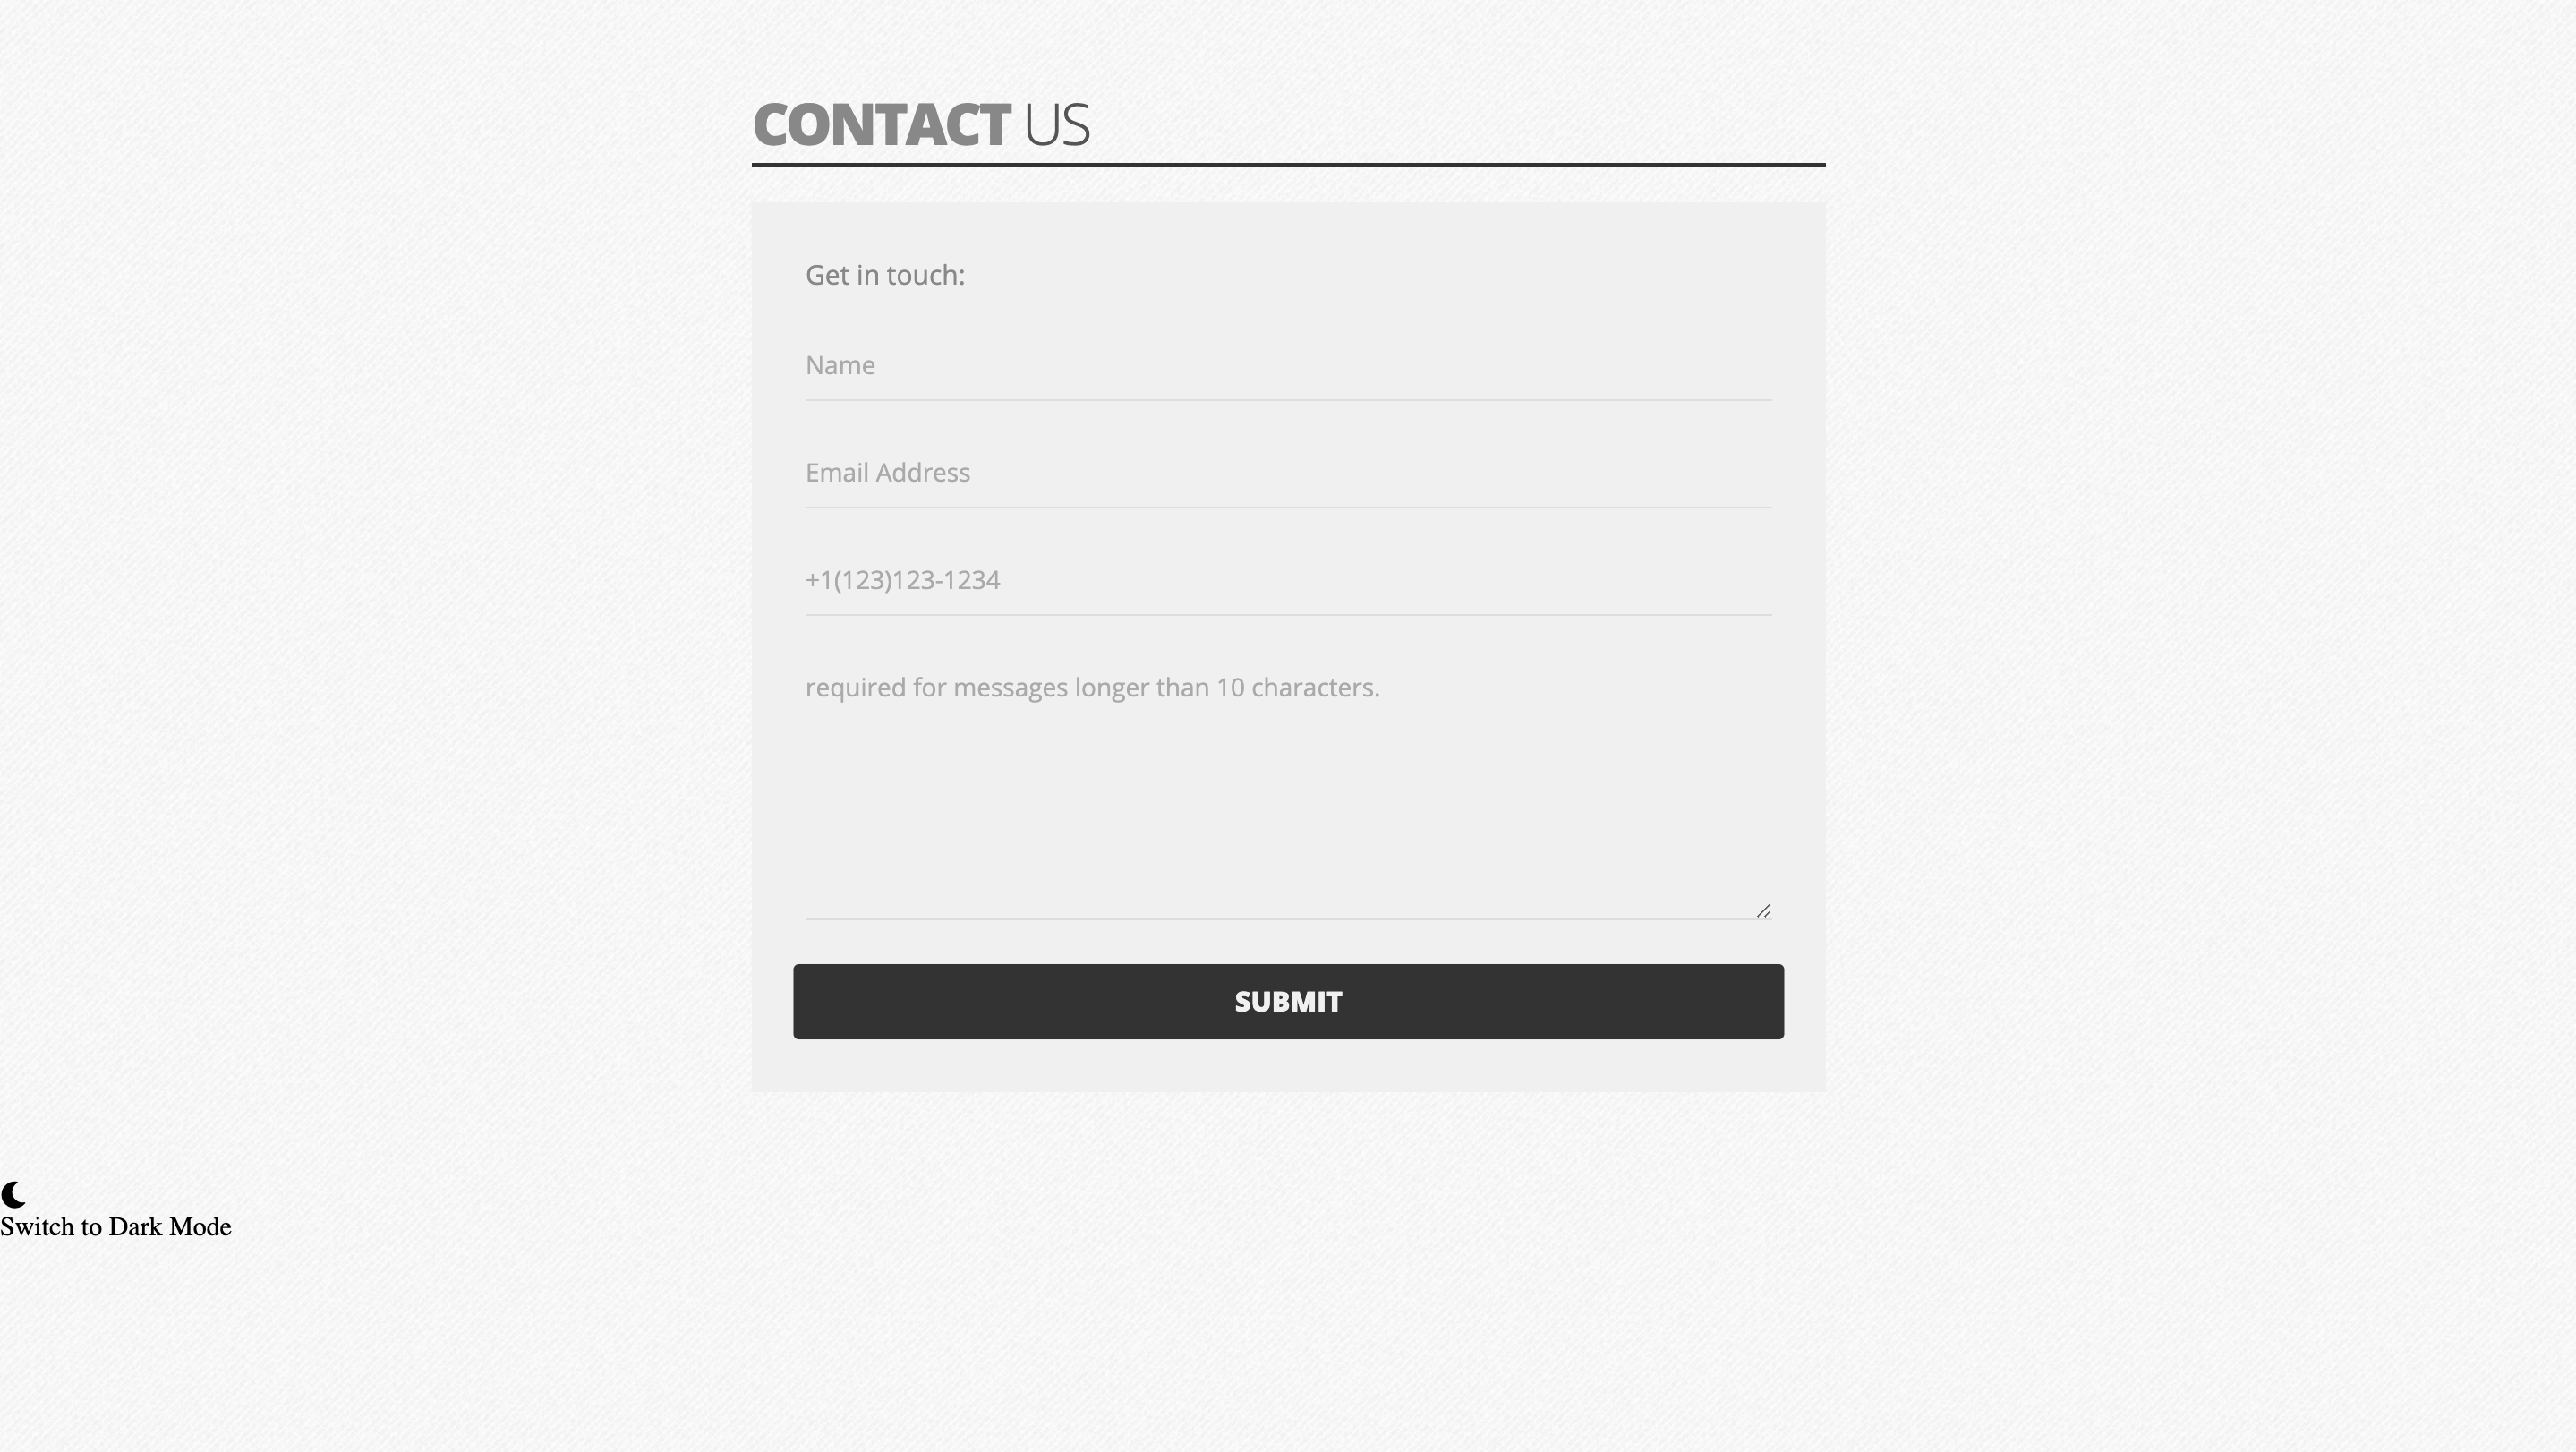 CONTACT US
Get in touch:
Name
Email Address
+1(123)123-1234
required for messages longer than 10 characters.
SUBMIT
Switch to Dark Mode